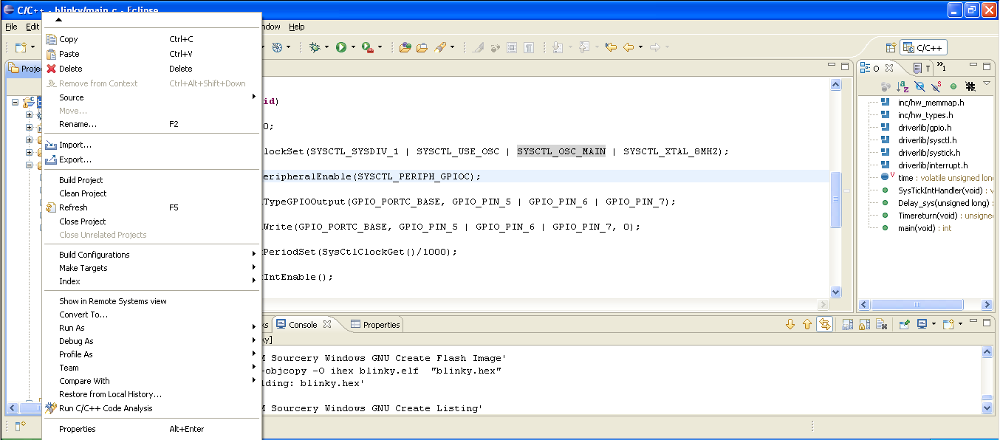 C/C++ - blinky/main.c - Eclipse
File Edit ndow Help
C/C++
Copy Ctrl+C
Paste Ctrl+V
Delete Delete
Remove from Context Ctrl+Alt+Shift+Down
Source
Move...
Rename... F2
Import...
Export...
Build Project
Clean Project
Refresh F5
Close Project
Close Unrelated Projects
Build Configurations
Make Targets
Index
Show in Remote Systems view
Convert To...
Run As
Debug As
Profile As
Team
Compare With
Restore from Local History...
Run C/C++ Code Analysis
Properties Alt+Enter
Projec
id)
0;
lockSet(SYSCTL_SYSDIV_1 | SYSCTL_USE_OSC | SYSCTL_OSC_MAIN | SYSCTL_XTAL_8MHZ);
eripheralEnable(SYSCTL_PERIPH_GPIOC);
TypeGPIOOutput(GPIO_PORTC_BASE, GPIO_PIN_5 | GPIO_PIN_6 | GPIO_PIN_7);
Write(GPIO_PORTC_BASE, GPIO_PIN_5 | GPIO_PIN_6 | GPIO_PIN_7, 0);
PeriodSet(SysCtlClockGet()/1000);
IntEnable();
O T »1
inc/hw_memmap.h
inc/hw_types.h
driverlib/gpio.h
driverlib/sysctl.h
driverlib/systick.h
driverlib/interrupt.h
time : volatile unsigned lon
SysTickIntHandler(void) : v
Delay_sys(unsigned long) :
Timereturn(void) : unsigne
main(void) : int
ks Console Properties
ky]
M Sourcery Windows GNU Create Flash Image'
-objcopy -O ihex blinky.elf "blinky.hex"
lding: blinky.hex'
M Sourcery Windows GNU Create Listing'